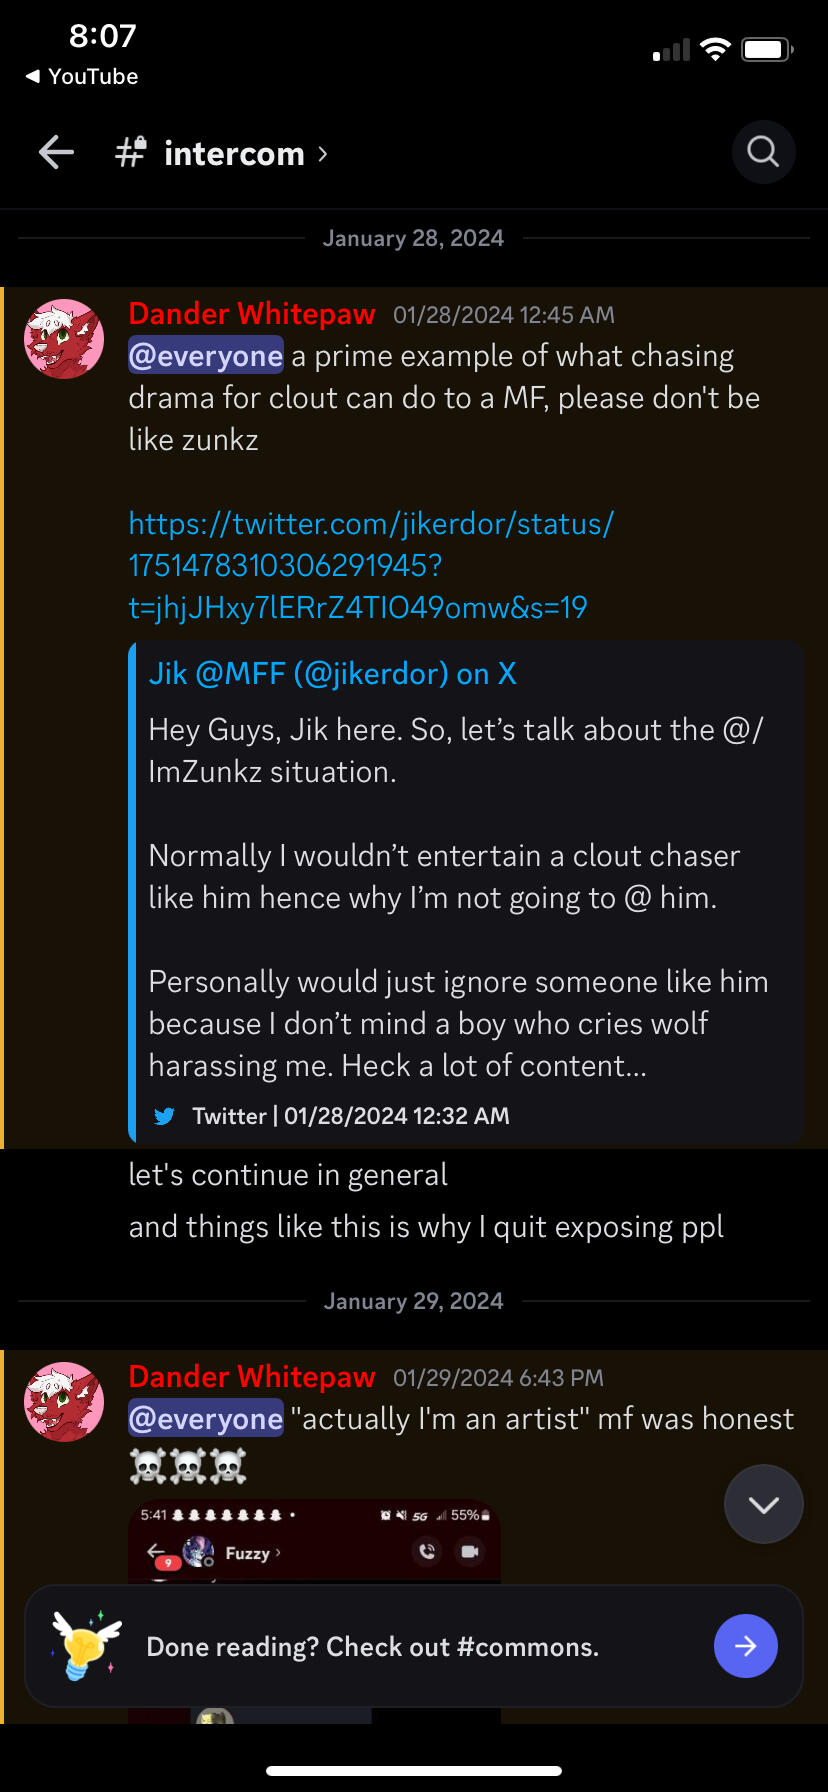 8:07
◀ YouTube
# intercom ›
January 28, 2024
Dander Whitepaw 01/28/2024 12:45 AM
@everyone a prime example of what chasing
drama for clout can do to a MF, please don't be
like zunkz
https://twitter.com/jikerdor/status/
1751478310306291945?
t=jhjJHxy7lERrZ4TIO49omw&s=19
Jik @MFF (@jikerdor) on X
Hey Guys, Jik here. So, let’s talk about the @/
ImZunkz situation.
Normally I wouldn’t entertain a clout chaser
like him hence why I’m not going to @ him.
Personally would just ignore someone like him
because I don’t mind a boy who cries wolf
harassing me. Heck a lot of content...
Twitter | 01/28/2024 12:32 AM
let's continue in general
and things like this is why I quit exposing ppl
January 29, 2024
Dander Whitepaw 01/29/2024 6:43 PM
@everyone "actually I'm an artist" mf was honest
☠️☠️☠️
5:41 5G 55%
9 Fuzzy ›
Done reading? Check out #commons.